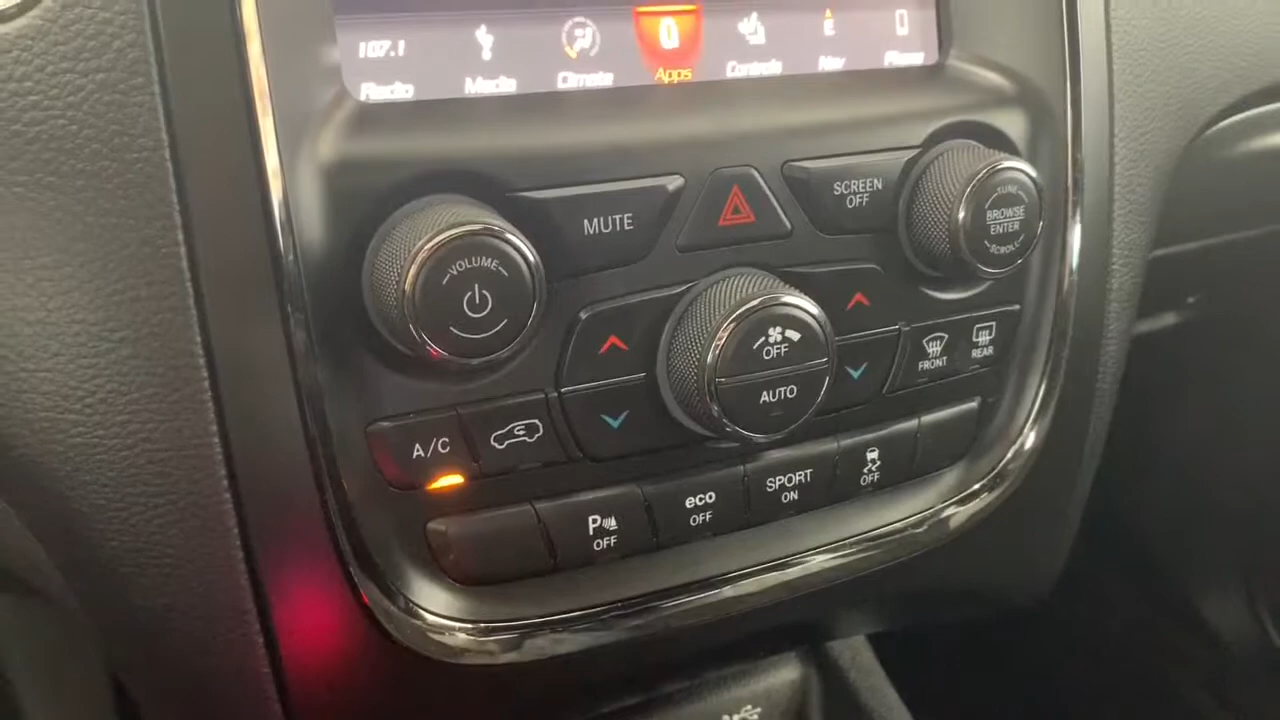 107.1
Radio
Media
Climate
Apps
Controls
E
Nav
Phone
MUTE
SCREEN
OFF
TUNE
BROWSE
ENTER
SCROLL
VOLUME
OFF
AUTO
FRONT
REAR
A/C
P
OFF
eco
OFF
SPORT
ON
OFF